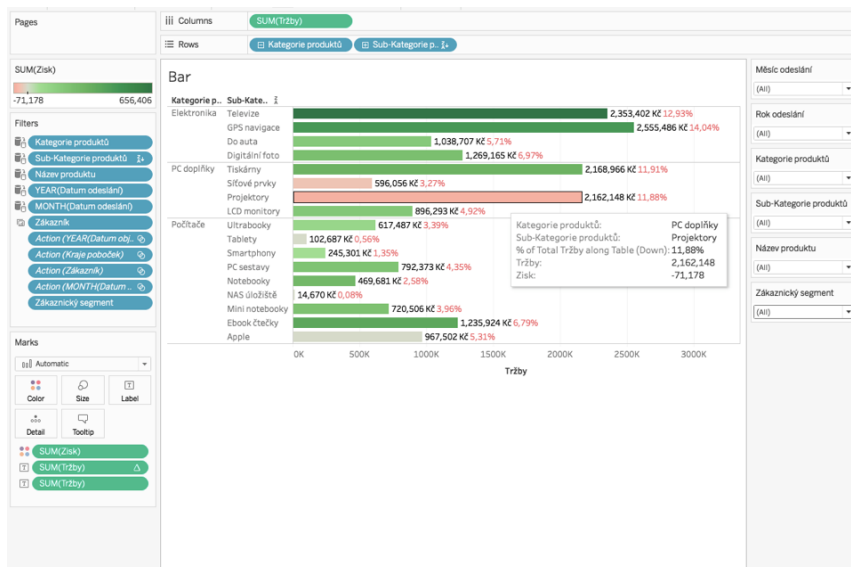 Pages
iii Columns
SUM(Tržby)
Rows
Kategorie produktů
Sub-Kategorie p..
SUM(Zisk)
-71,178 656,406
Filters
Kategorie produktů
Sub-Kategorie produktů
Název produktu
YEAR(Datum odeslání)
MONTH(Datum odeslání)
Zákazník
Action (YEAR(Datum obj..
Action (Kraje poboček)
Action (Zákazník)
Action (MONTH(Datum ..
Zákaznický segment
Marks
Automatic
Color Size Label
Detail Tooltip
SUM(Zisk)
SUM(Tržby)
SUM(Tržby)
Bar
Kategorie p.. Sub-Kate..
Elektronika Televize 2,353,402 Kč 12,93%
GPS navigace 2,555,486 Kč 14,04%
Do auta 1,038,707 Kč 5,71%
Digitální foto 1,269,165 Kč 6,97%
PC doplňky Tiskárny 2,168,966 Kč 11,91%
Síťové prvky 596,056 Kč 3,27%
Projektory 2,162,148 Kč 11,88%
LCD monitory 896,293 Kč 4,92%
Počítače Ultrabooky 617,487 Kč 3,39%
Tablety 102,687 Kč 0,56%
Smartphony 245,301 Kč 1,35%
PC sestavy 792,373 Kč 4,35%
Notebooky 469,681 Kč 2,58%
NAS úložiště 14,670 Kč 0,08%
Mini notebooky 720,506 Kč 3,96%
Ebook čtečky 1,235,924 Kč 6,79%
Apple 967,502 Kč 5,31%
0K 500K 1000K 1500K 2000K 2500K 3000K
Tržby
Kategorie produktů: PC doplňky
Sub-Kategorie produktů: Projektory
% of Total Tržby along Table (Down): 11,88%
Tržby: 2,162,148
Zisk: -71,178
Měsíc odeslání
(All)
Rok odeslání
(All)
Kategorie produktů
(All)
Sub-Kategorie produktů
(All)
Název produktu
(All)
Zákaznický segment
(All)